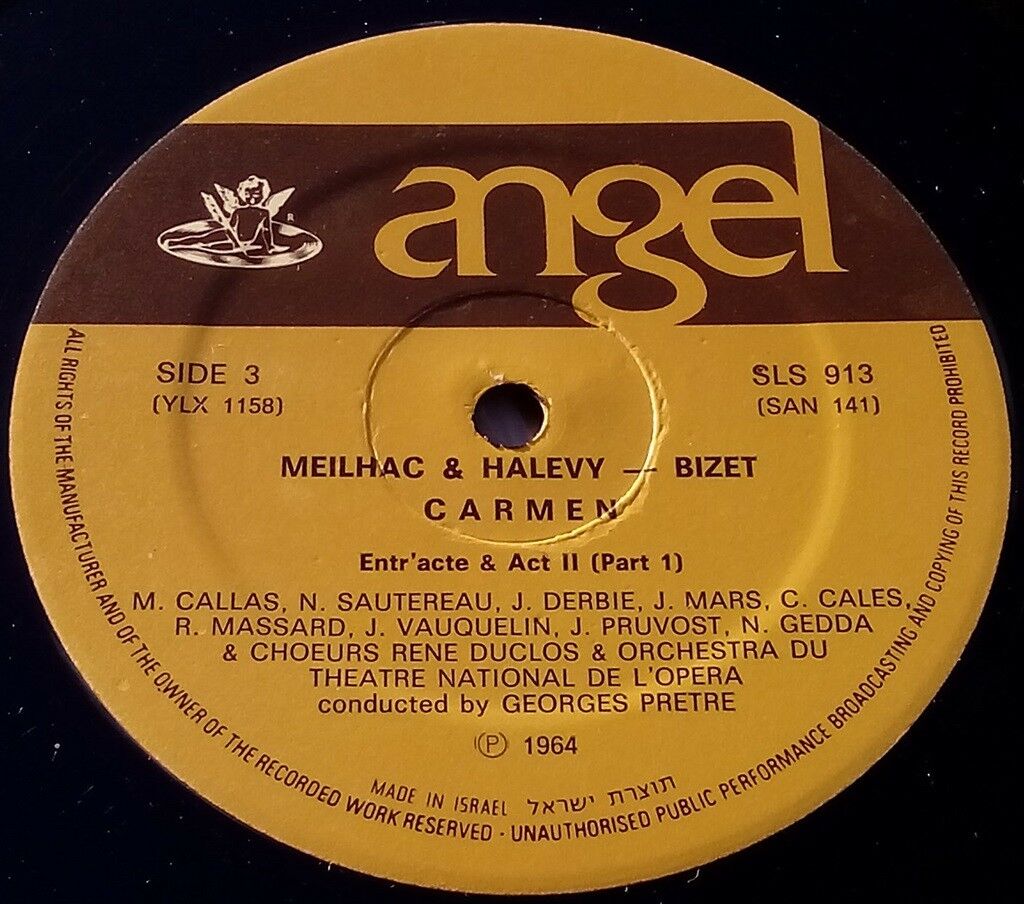 angel
R
SIDE 3
(YLX 1158)
SLS 913
(SAN 141)
MEILHAC & HALEVY — BIZET
CARMEN
Entr'acte & Act II (Part 1)
M. CALLAS, N. SAUTEREAU, J. DERBIE, J. MARS, C. CALES,
R. MASSARD, J. VAUQUELIN, J. PRUVOST, N. GEDDA
& CHOEURS RENE DUCLOS & ORCHESTRA DU
THEATRE NATIONAL DE L'OPERA
conducted by GEORGES PRETRE
℗ 1964
MADE IN ISRAEL תוצרת ישראל
ALL RIGHTS OF THE MANUFACTURER AND OF THE OWNER OF THE RECORDED WORK RESERVED - UNAUTHORISED PUBLIC PERFORMANCE BROADCASTING AND COPYING OF THIS RECORD PROHIBITED